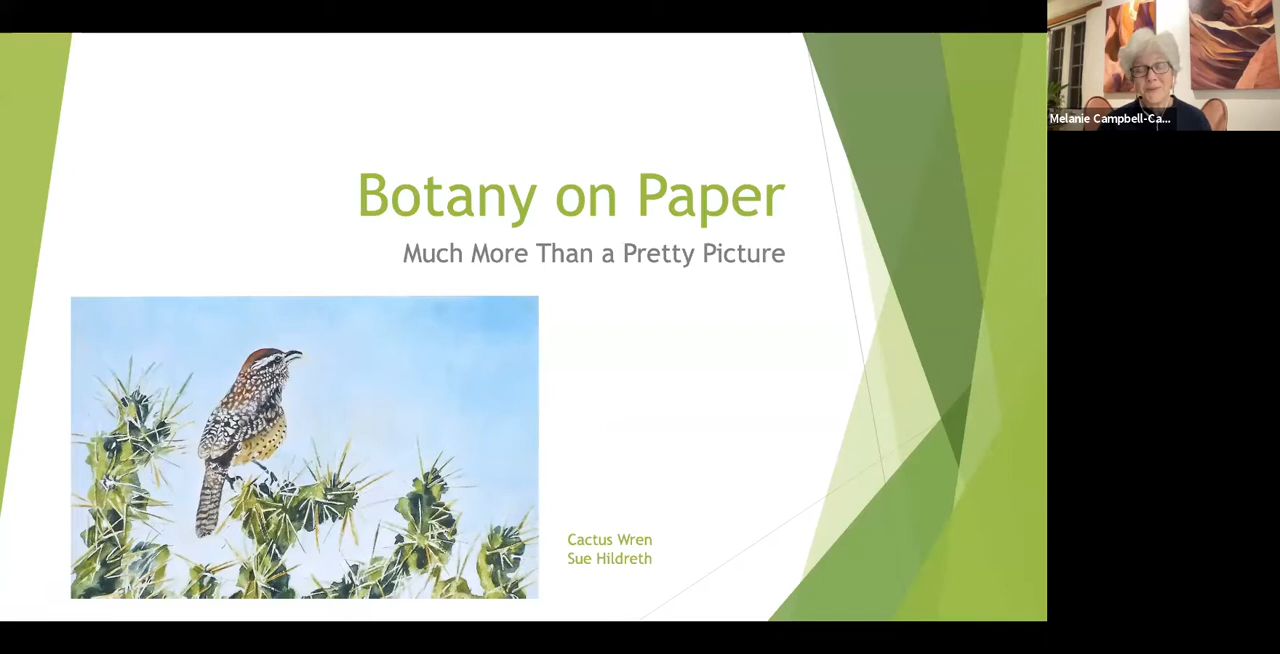 Botany on Paper
Much More Than a Pretty Picture
Cactus Wren
Sue Hildreth
Melanie Campbell-Ca...